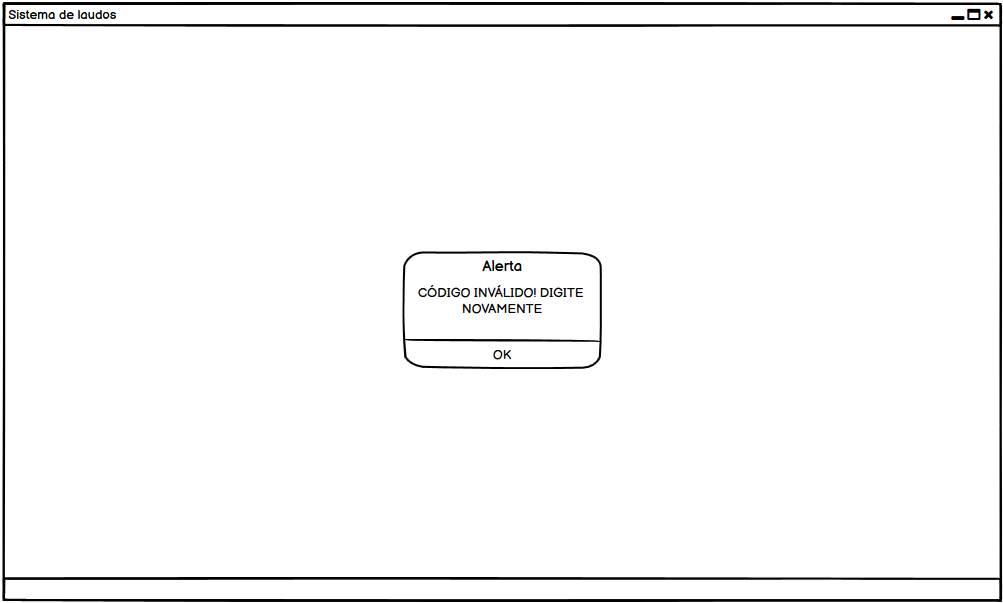 Sistema de laudos
Alerta
CÓDIGO INVÁLIDO! DIGITE
NOVAMENTE
OK